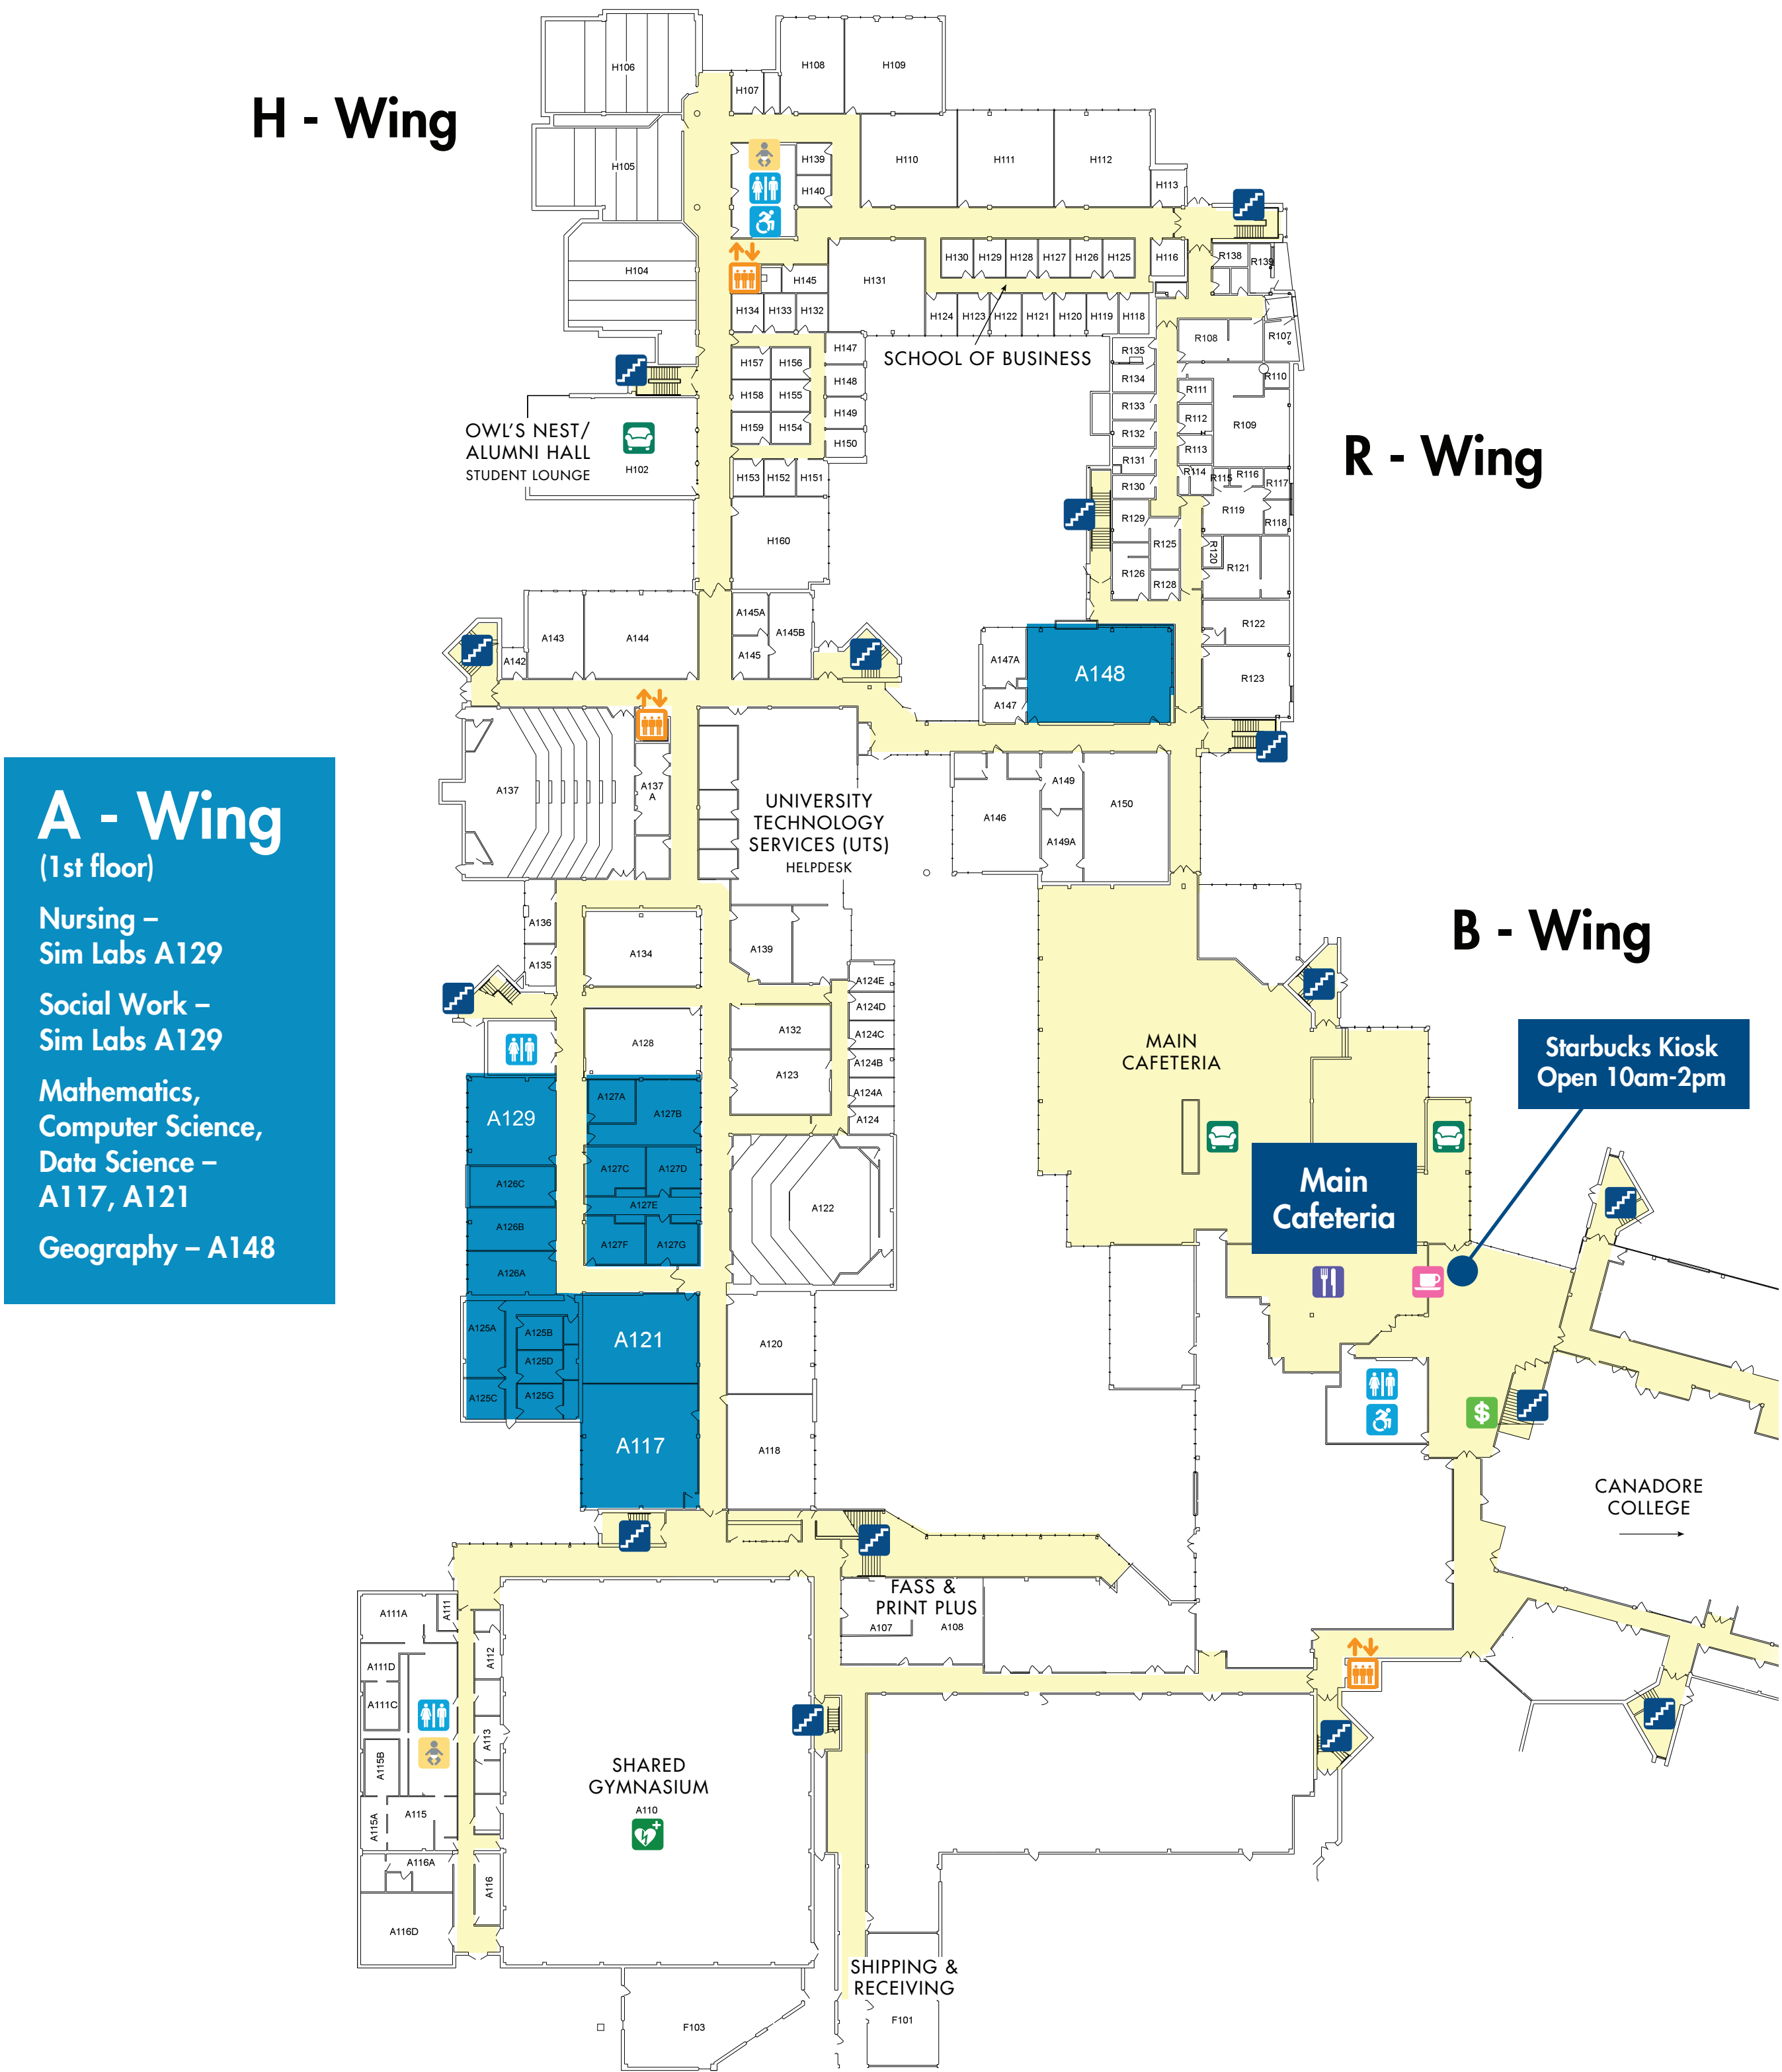 H - Wing
H106
H107
H108
H109
H105
H139
H140
H110
H111
H112
H113
H104
H145
H134
H133
H132
H131
H130
H129
H128
H127
H126
H125
H116
R138
R139
H124
H123
H122
H121
H120
H119
H118
SCHOOL OF BUSINESS
R108
R107
H157
H156
H147
H158
H155
H148
H159
H154
H149
H150
H153
H152
H151
H160
OWL'S NEST/
ALUMNI HALL
STUDENT LOUNGE
H102
R - Wing
R135
R134
R133
R132
R131
R130
R129
R126
R125
R128
R111
R112
R113
R114
R110
R109
R115
R116
R117
R119
R118
R120
R121
R122
R123
A143
A144
A142
A145A
A145B
A145
A147A
A147
A148
A137
A137
A
UNIVERSITY
TECHNOLOGY
SERVICES (UTS)
HELPDESK
A146
A149
A149A
A150
A - Wing
(1st floor)
Nursing –
Sim Labs A129
Social Work –
Sim Labs A129
Mathematics,
Computer Science,
Data Science –
A117, A121
Geography – A148
A136
A135
A134
A139
A124E
A124D
A124C
A124B
A124A
A124
A128
A132
A123
A129
A127A
A127B
A126C
A127C
A127D
A127E
A126B
A127F
A127G
A126A
A122
A125A
A125B
A125D
A125C
A125G
A121
A117
A120
A118
B - Wing
MAIN
CAFETERIA
Starbucks Kiosk
Open 10am-2pm
Main
Cafeteria
$
CANADORE
COLLEGE
FASS &
PRINT PLUS
A107
A108
A111A
A111
A112
A111D
A111C
A113
A115B
A115A
A115
A116A
A116
A116D
SHARED
GYMNASIUM
A110
SHIPPING &
RECEIVING
F103
F101